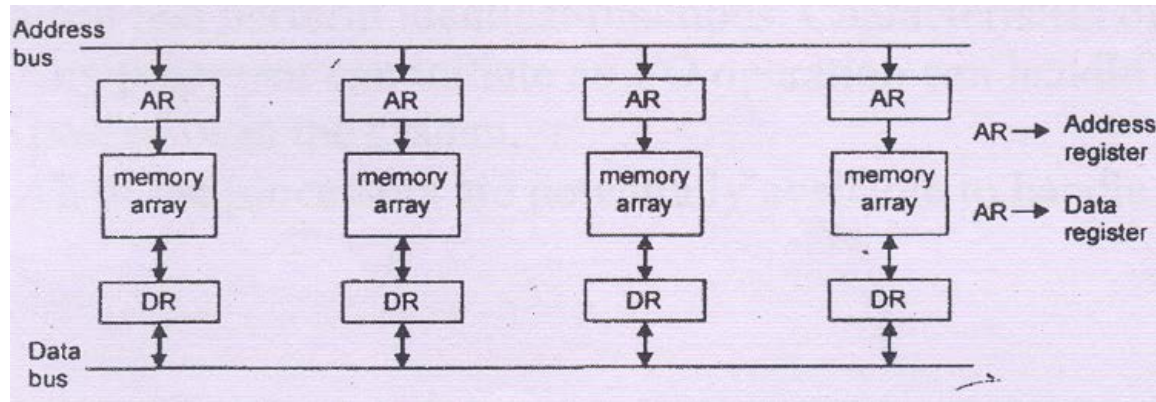 Address
bus
AR
AR
AR
AR
AR → Address
register
memory
array
memory
array
memory
array
memory
array
AR → Data
register
DR
DR
DR
DR
Data
bus